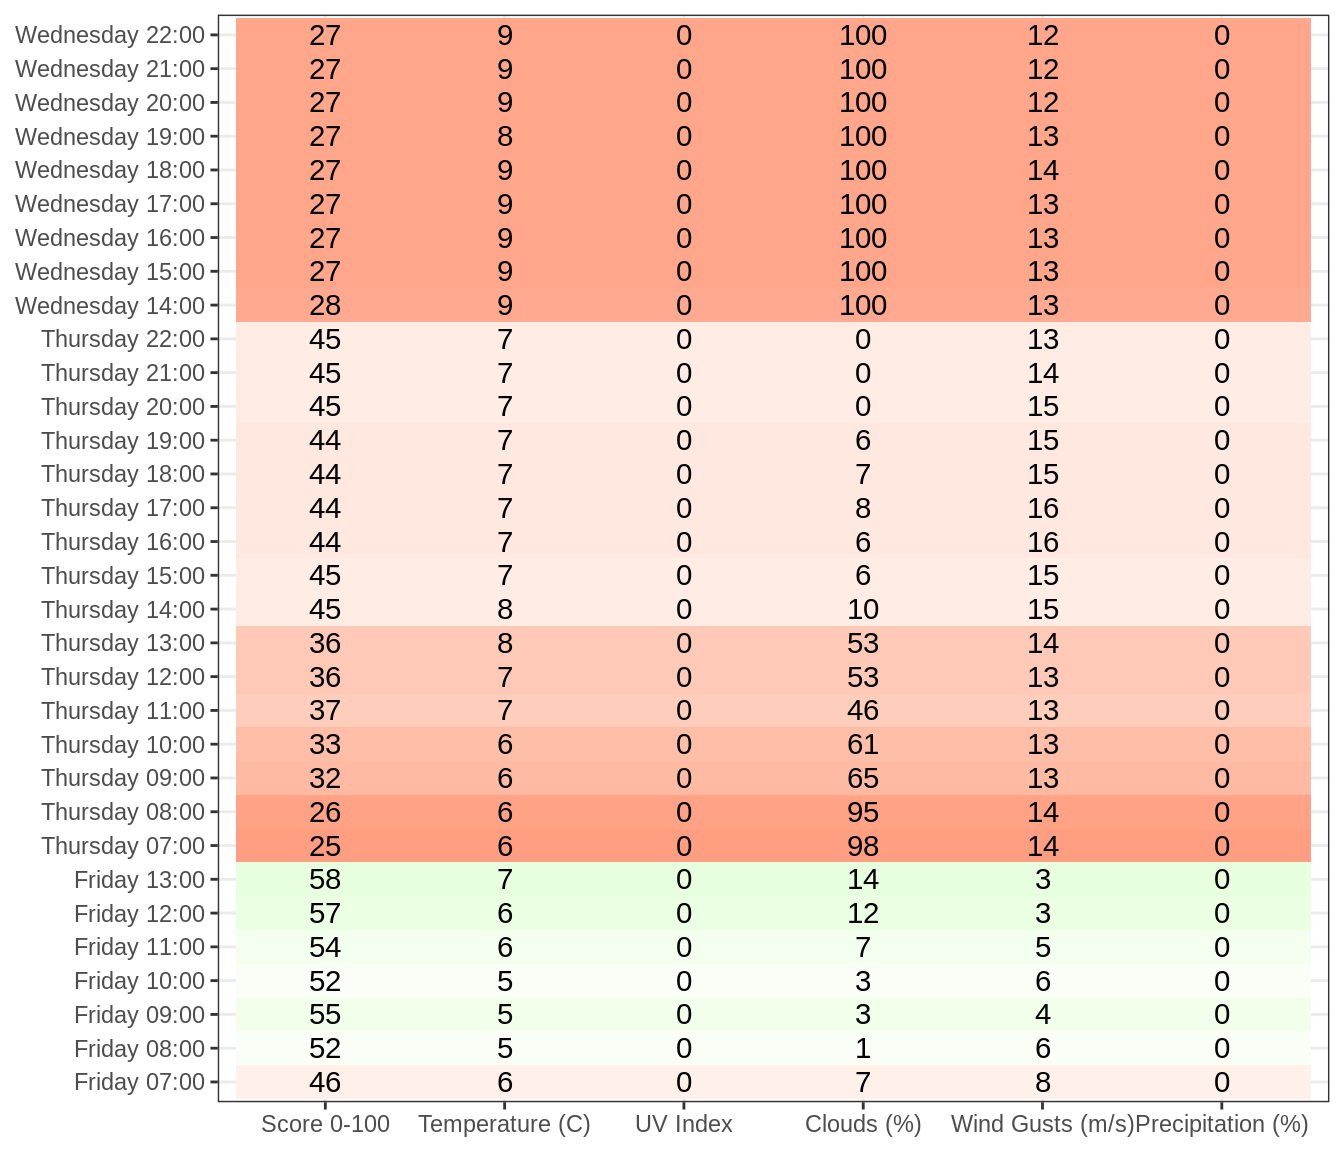 Wednesday 22:00 27 9 0 100 12 0
Wednesday 21:00 27 9 0 100 12 0
Wednesday 20:00 27 9 0 100 12 0
Wednesday 19:00 27 8 0 100 13 0
Wednesday 18:00 27 9 0 100 14 0
Wednesday 17:00 27 9 0 100 13 0
Wednesday 16:00 27 9 0 100 13 0
Wednesday 15:00 27 9 0 100 13 0
Wednesday 14:00 28 9 0 100 13 0
Thursday 22:00 45 7 0 0 13 0
Thursday 21:00 45 7 0 0 14 0
Thursday 20:00 45 7 0 0 15 0
Thursday 19:00 44 7 0 6 15 0
Thursday 18:00 44 7 0 7 15 0
Thursday 17:00 44 7 0 8 16 0
Thursday 16:00 44 7 0 6 16 0
Thursday 15:00 45 7 0 6 15 0
Thursday 14:00 45 8 0 10 15 0
Thursday 13:00 36 8 0 53 14 0
Thursday 12:00 36 7 0 53 13 0
Thursday 11:00 37 7 0 46 13 0
Thursday 10:00 33 6 0 61 13 0
Thursday 09:00 32 6 0 65 13 0
Thursday 08:00 26 6 0 95 14 0
Thursday 07:00 25 6 0 98 14 0
Friday 13:00 58 7 0 14 3 0
Friday 12:00 57 6 0 12 3 0
Friday 11:00 54 6 0 7 5 0
Friday 10:00 52 5 0 3 6 0
Friday 09:00 55 5 0 3 4 0
Friday 08:00 52 5 0 1 6 0
Friday 07:00 46 6 0 7 8 0
Score 0-100 Temperature (C) UV Index Clouds (%) Wind Gusts (m/s) Precipitation (%)